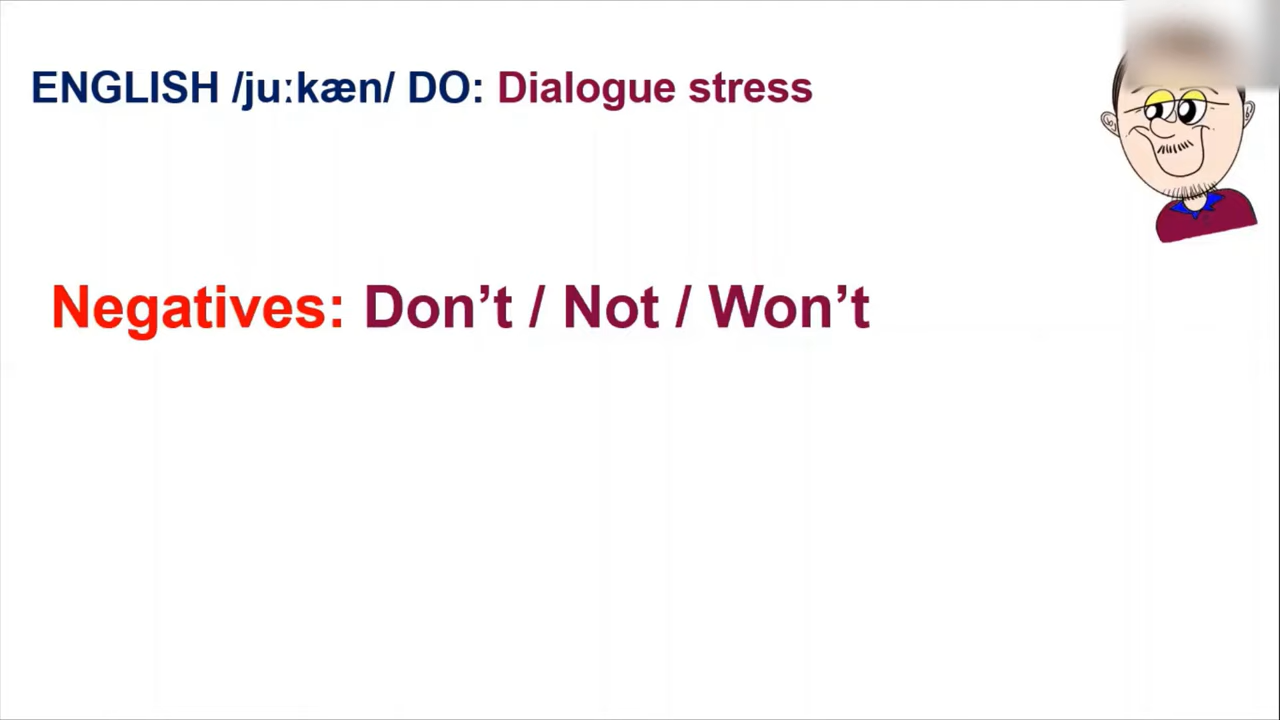 ENGLISH /juːkæn/ DO: Dialogue stress
Negatives: Don’t / Not / Won’t